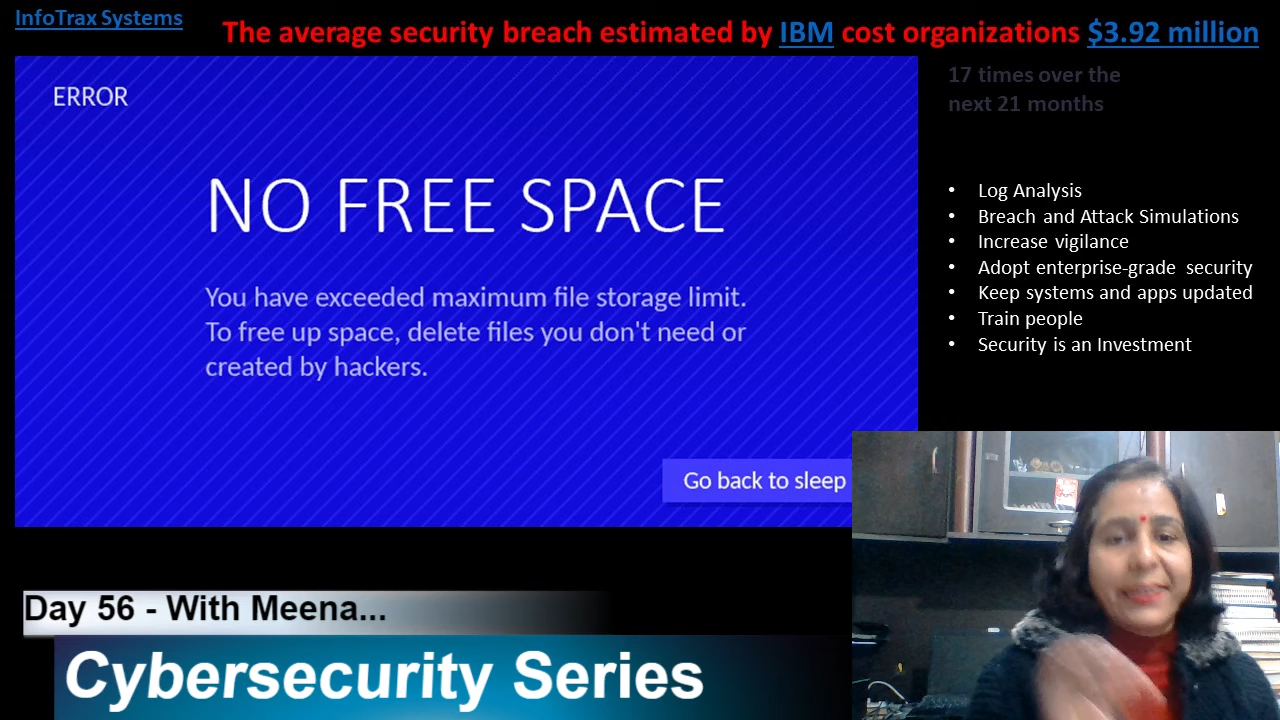 InfoTrax Systems
The average security breach estimated by IBM cost organizations $3.92 million
ERROR
NO FREE SPACE
You have exceeded maximum file storage limit.
To free up space, delete files you don't need or
created by hackers.
Go back to sleep
17 times over the
next 21 months
• Log Analysis
• Breach and Attack Simulations
• Increase vigilance
• Adopt enterprise-grade security
• Keep systems and apps updated
• Train people
• Security is an Investment
Day 56 - With Meena...
Cybersecurity Series